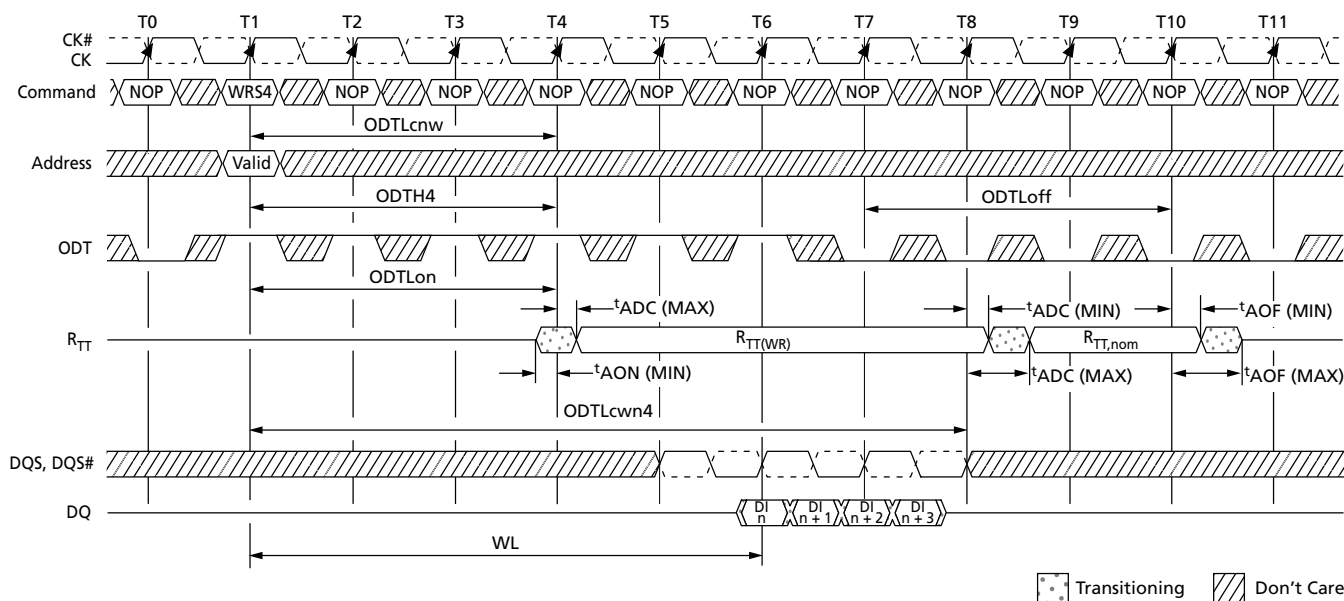 T0 T1 T2 T3 T4 T5 T6 T7 T8 T9 T10 T11
CK#
CK
Command NOP WRS4 NOP NOP NOP NOP NOP NOP NOP NOP NOP NOP
ODTLcnw
Address Valid
ODTH4 ODTLoff
ODT
ODTLon
tADC (MAX) tADC (MIN) tAOF (MIN)
RTT RTT(WR) RTT,nom
tAON (MIN) tADC (MAX) tAOF (MAX)
ODTLcwn4
DQS, DQS#
DQ DI n DI n + 1 DI n + 2 DI n + 3
WL
Transitioning Don't Care